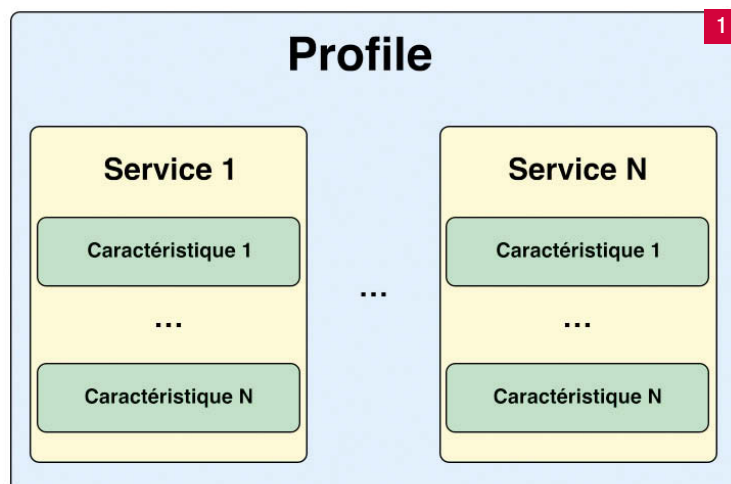 1
Profile
Service 1
Caractéristique 1
...
Caractéristique N
...
Service N
Caractéristique 1
...
Caractéristique N